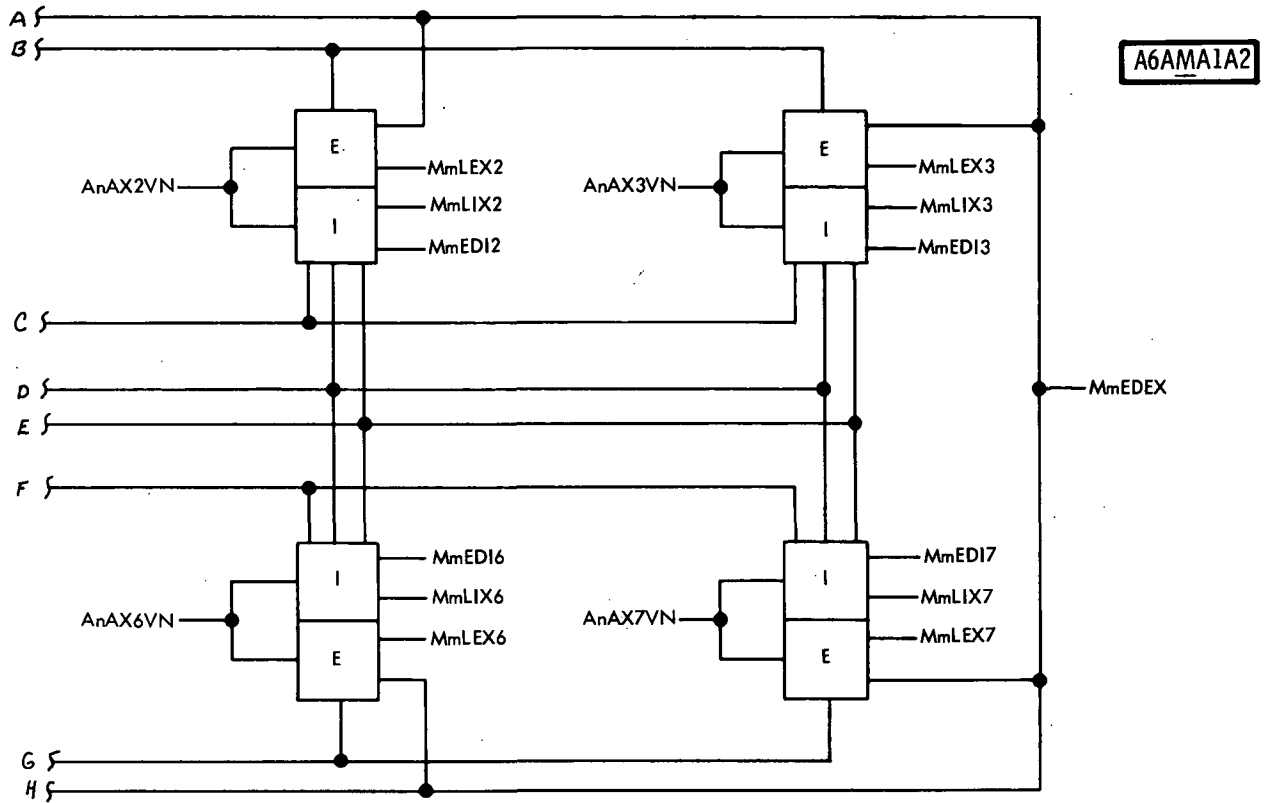 A
B
A6AMA1A2
E
E
MmLEX2
MmLEX3
AnAX2VN
AnAX3VN
MmLIX2
MmLIX3
I
I
MmEDI2
MmEDI3
C
D
MmEDEX
E
F
MmEDI6
MmEDI7
I
I
MmLIX6
MmLIX7
AnAX6VN
AnAX7VN
MmLEX6
MmLEX7
E
E
G
H